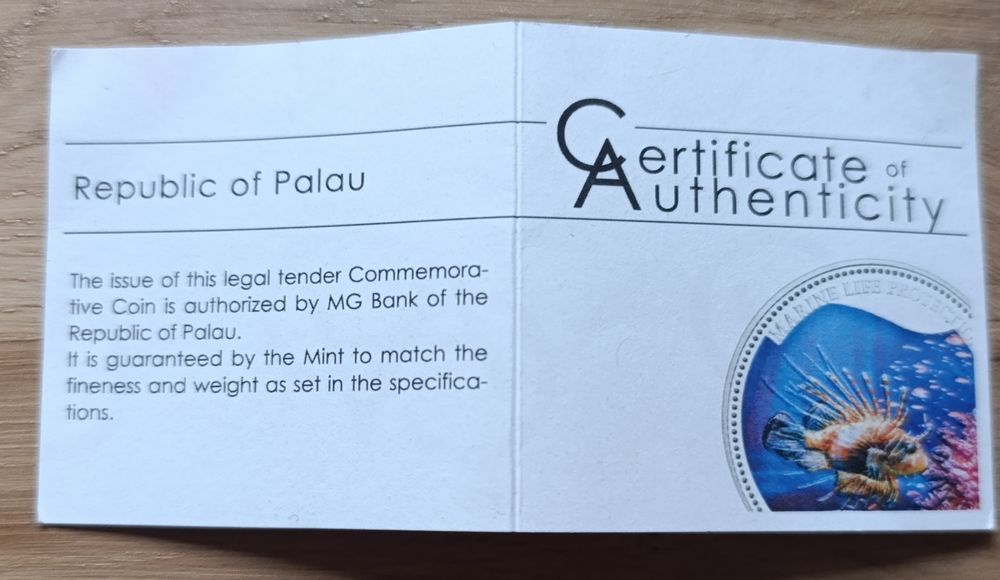 Republic of Palau
The issue of this legal tender Commemora-
tive Coin is authorized by MG Bank of the
Republic of Palau.
It is guaranteed by the Mint to match the
fineness and weight as set in the specifica-
tions.
Certificate of
Authenticity
MARINE LIFE PROTECTIO